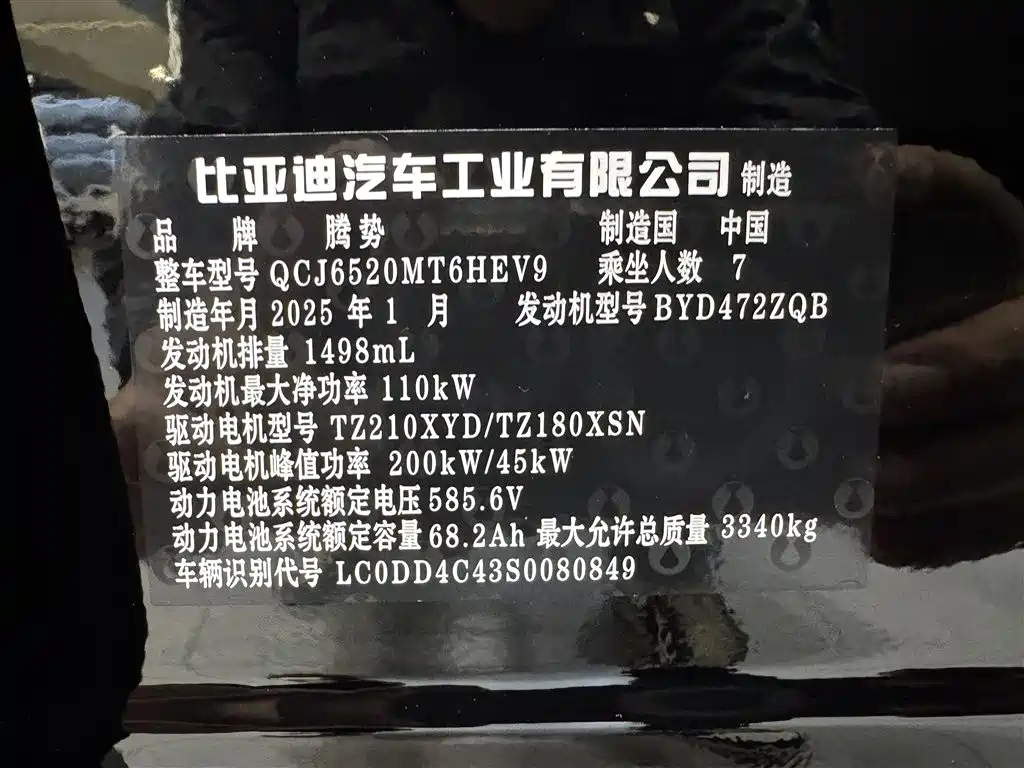 比亚迪汽车工业有限公司 制造
品 牌 腾势 制造国 中国
整车型号 QCJ6520MT6HEV9 乘坐人数 7
制造年月 2025 年 1 月 发动机型号 BYD472ZQB
发动机排量 1498mL
发动机最大净功率 110kW
驱动电机型号 TZ210XYD/TZ180XSN
驱动电机峰值功率 200kW/45kW
动力电池系统额定电压 585.6V
动力电池系统额定容量 68.2Ah 最大允许总质量 3340kg
车辆识别代号 LC0DD4C43S0080849